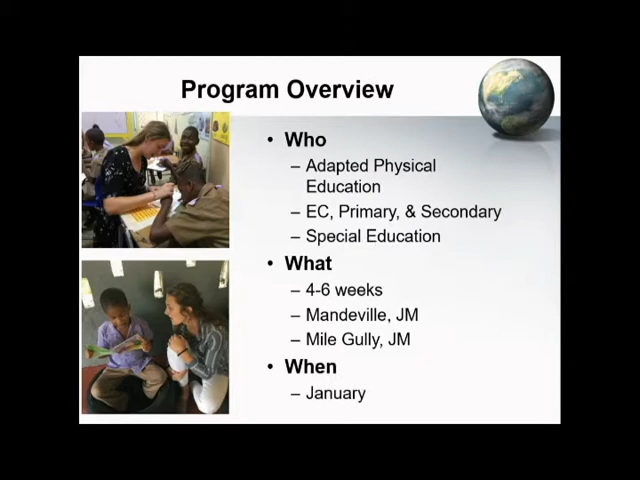 Program Overview
• Who
– Adapted Physical
Education
– EC, Primary, & Secondary
– Special Education
• What
– 4-6 weeks
– Mandeville, JM
– Mile Gully, JM
• When
– January